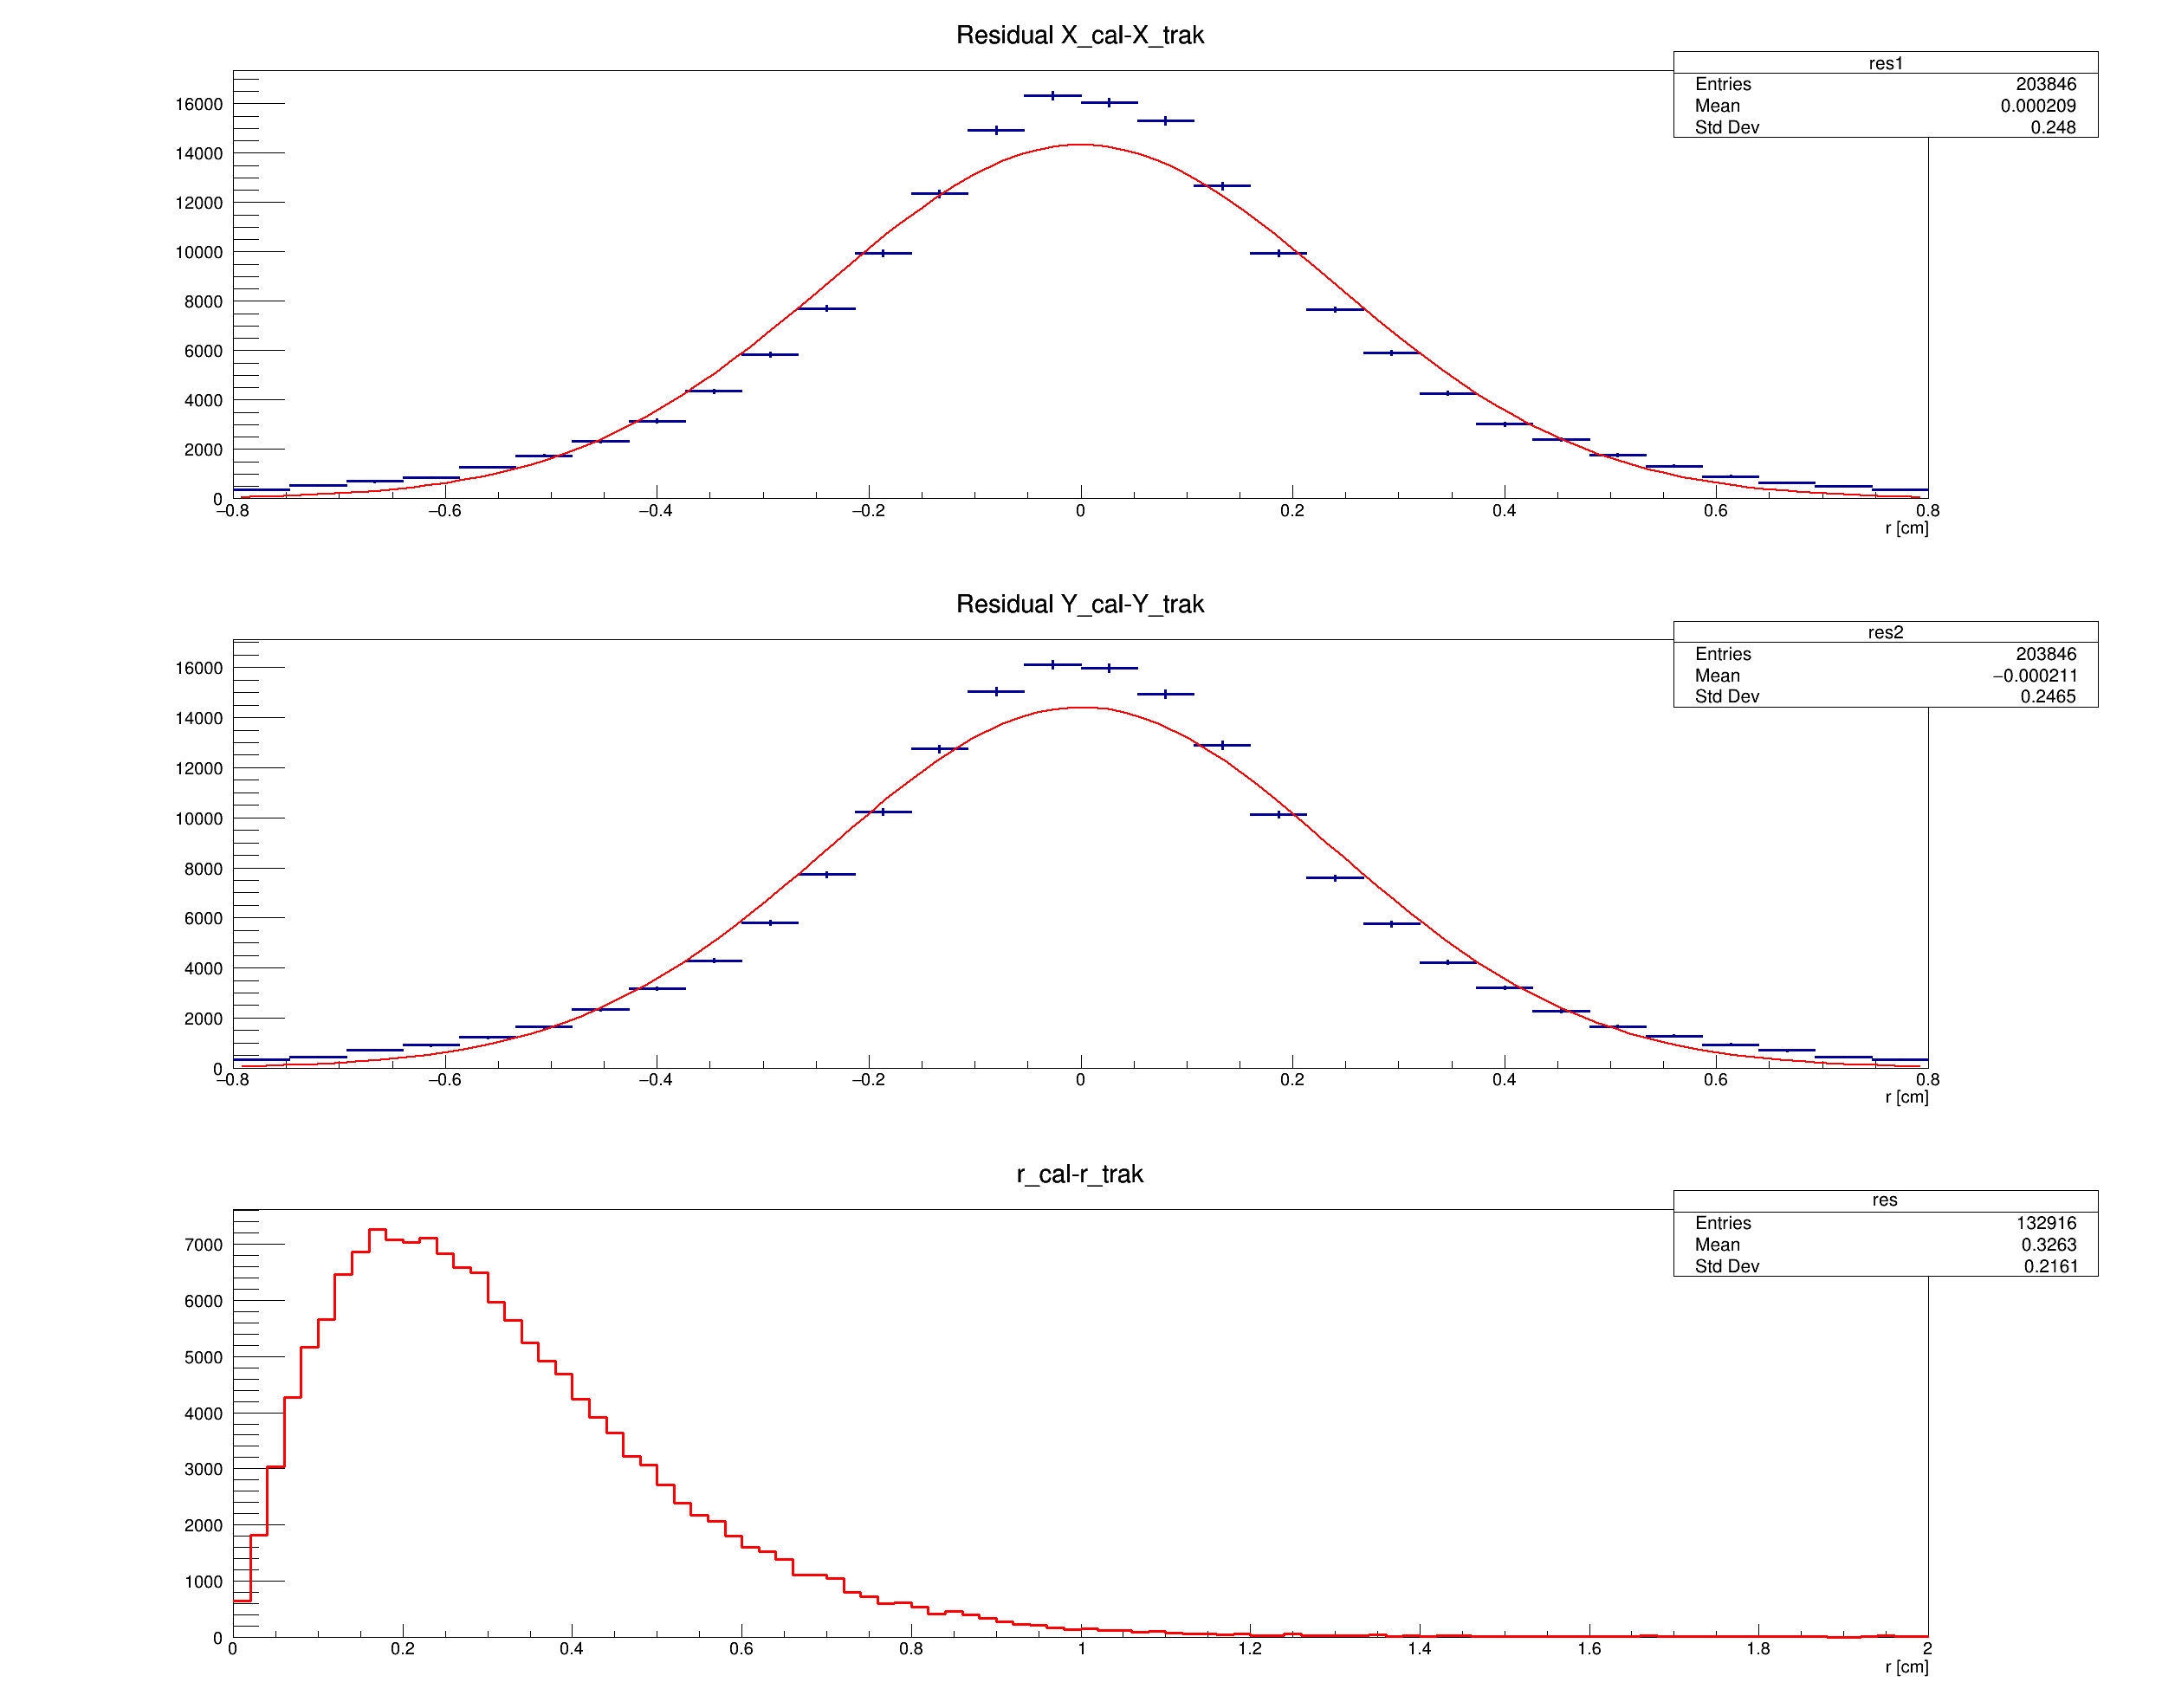 Residual X_cal-X_trak
res1
Entries 203846
Mean 0.000209
Std Dev 0.248
16000
14000
12000
10000
8000
6000
4000
2000
0
−0.8 −0.6 −0.4 −0.2 0 0.2 0.4 0.6 0.8
r [cm]
Residual Y_cal-Y_trak
res2
Entries 203846
Mean −0.000211
Std Dev 0.2465
16000
14000
12000
10000
8000
6000
4000
2000
0
−0.8 −0.6 −0.4 −0.2 0 0.2 0.4 0.6 0.8
r [cm]
r_cal-r_trak
res
Entries 132916
Mean 0.3263
Std Dev 0.2161
7000
6000
5000
4000
3000
2000
1000
0
0 0.2 0.4 0.6 0.8 1 1.2 1.4 1.6 1.8 2
r [cm]